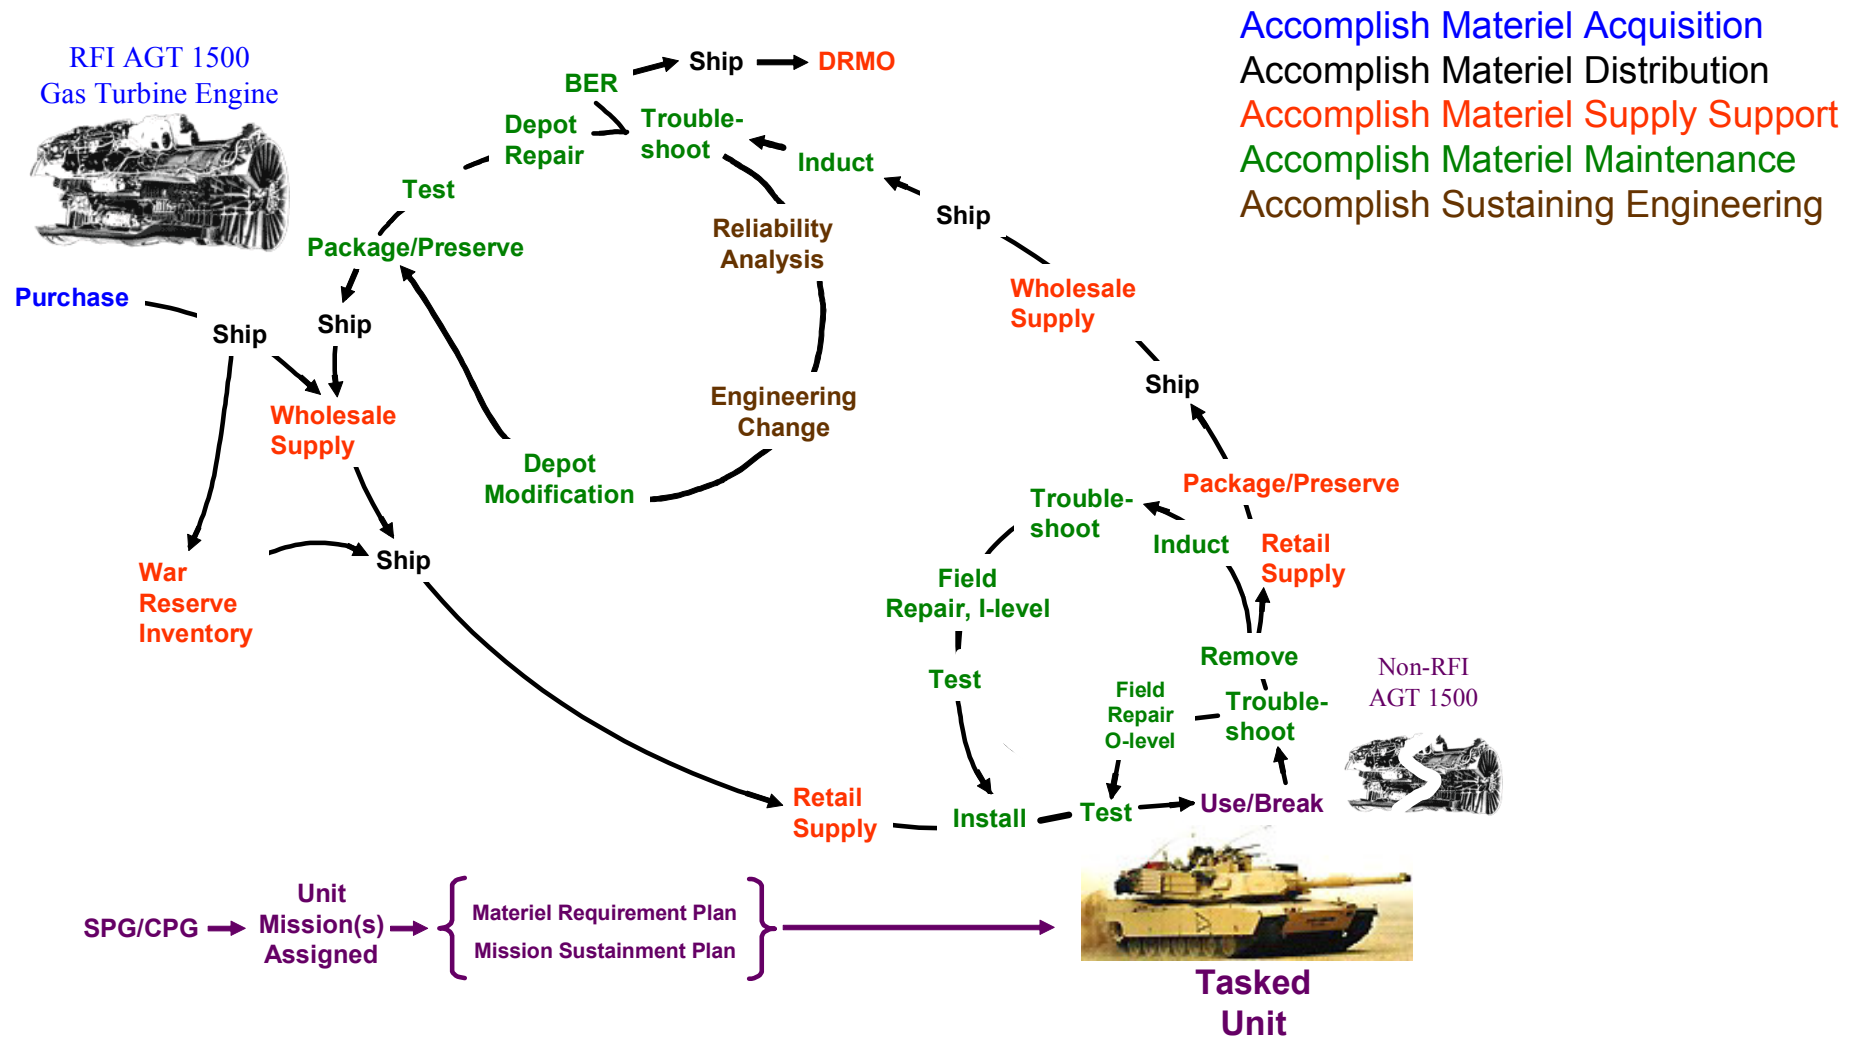 RFI AGT 1500
Gas Turbine Engine
Accomplish Materiel Acquisition
Accomplish Materiel Distribution
Accomplish Materiel Supply Support
Accomplish Materiel Maintenance
Accomplish Sustaining Engineering
BER
Ship
DRMO
Depot
Repair
Trouble-
shoot
Induct
Test
Ship
Reliability
Analysis
Package/Preserve
Purchase
Ship
Ship
Wholesale
Supply
Wholesale
Supply
Ship
Engineering
Change
Depot
Modification
Package/Preserve
Trouble-
shoot
Induct
Retail
Supply
War
Reserve
Inventory
Ship
Field
Repair, I-level
Test
Remove
Field
Repair
O-level
Trouble-
shoot
Non-RFI
AGT 1500
Retail
Supply
Install
Test
Use/Break
SPG/CPG
Unit
Mission(s)
Assigned
Materiel Requirement Plan
Mission Sustainment Plan
Tasked
Unit